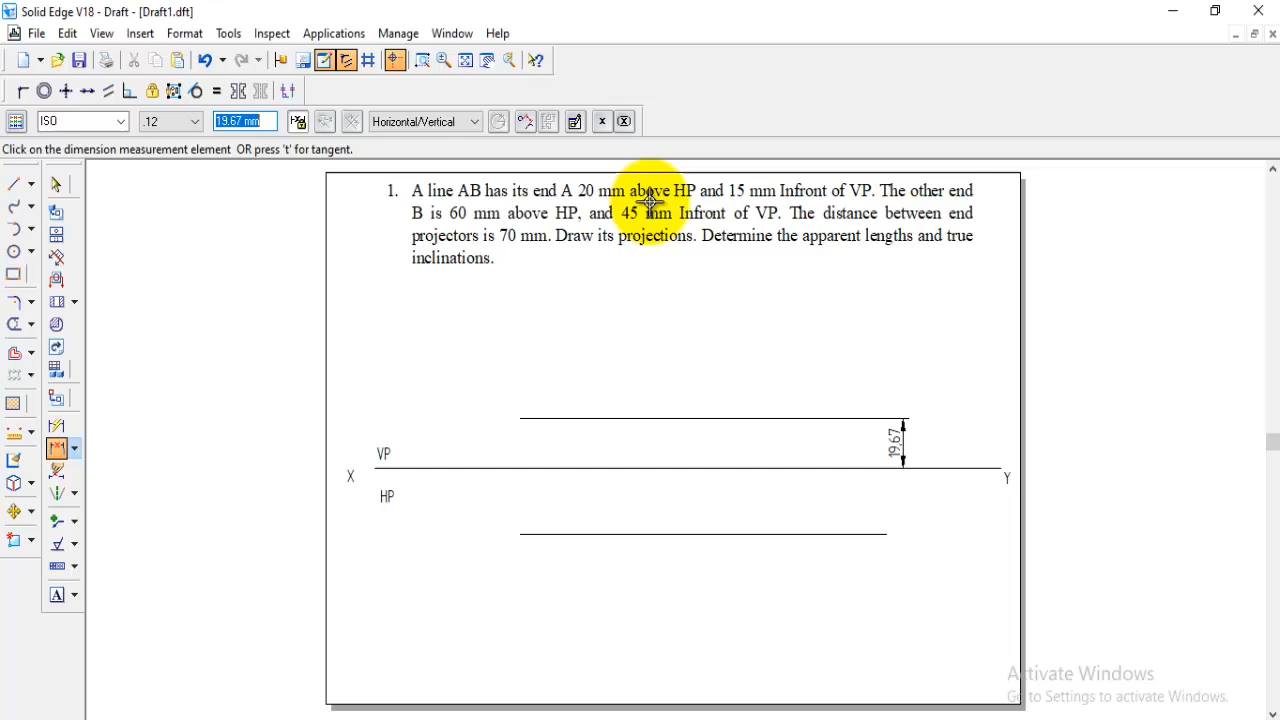 Solid Edge V18 - Draft - [Draft1.dft]
File Edit View Insert Format Tools Inspect Applications Manage Window Help
ISO .12 19.67 mm Horizontal/Vertical
Click on the dimension measurement element OR press 't' for tangent.
1. A line AB has its end A 20 mm above HP and 15 mm Infront of VP. The other end
B is 60 mm above HP, and 45 mm Infront of VP. The distance between end
projectors is 70 mm. Draw its projections. Determine the apparent lengths and true
inclinations.
19,67
VP
X
Y
HP
A
Activate Windows
Go to Settings to activate Windows.